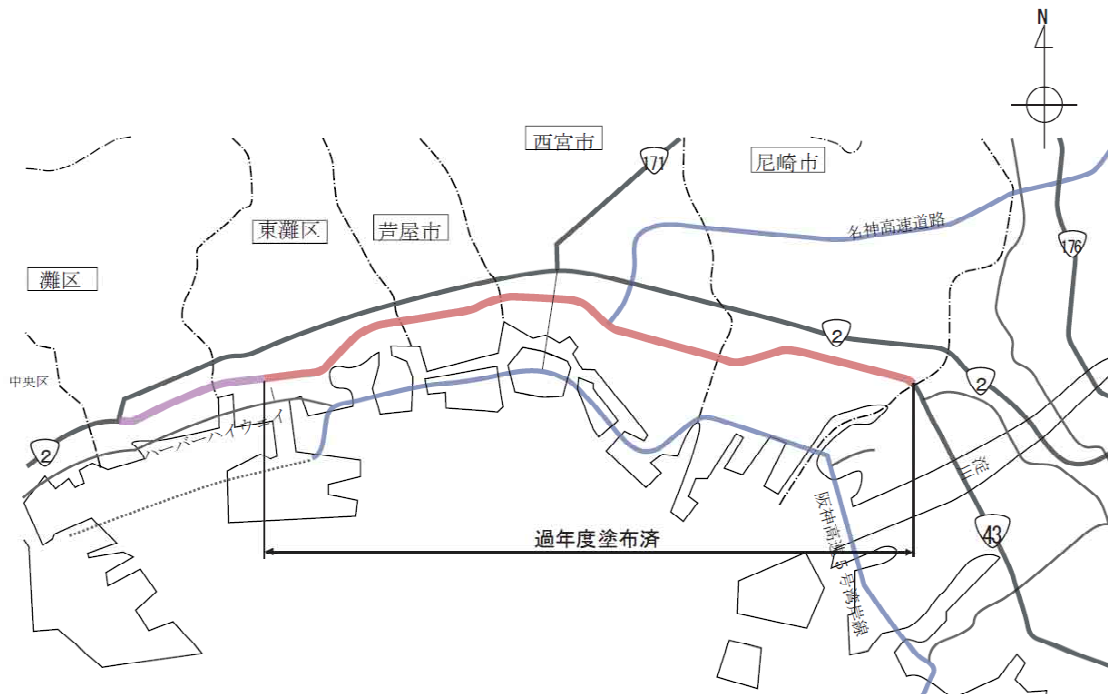 N
西宮市
171
尼崎市
東灘区
芦屋市
名神高速道路
176
灘区
2
中央区
2
2
ハーバーハイウェイ
淀川
過年度塗布済
阪神高速5号湾岸線
43